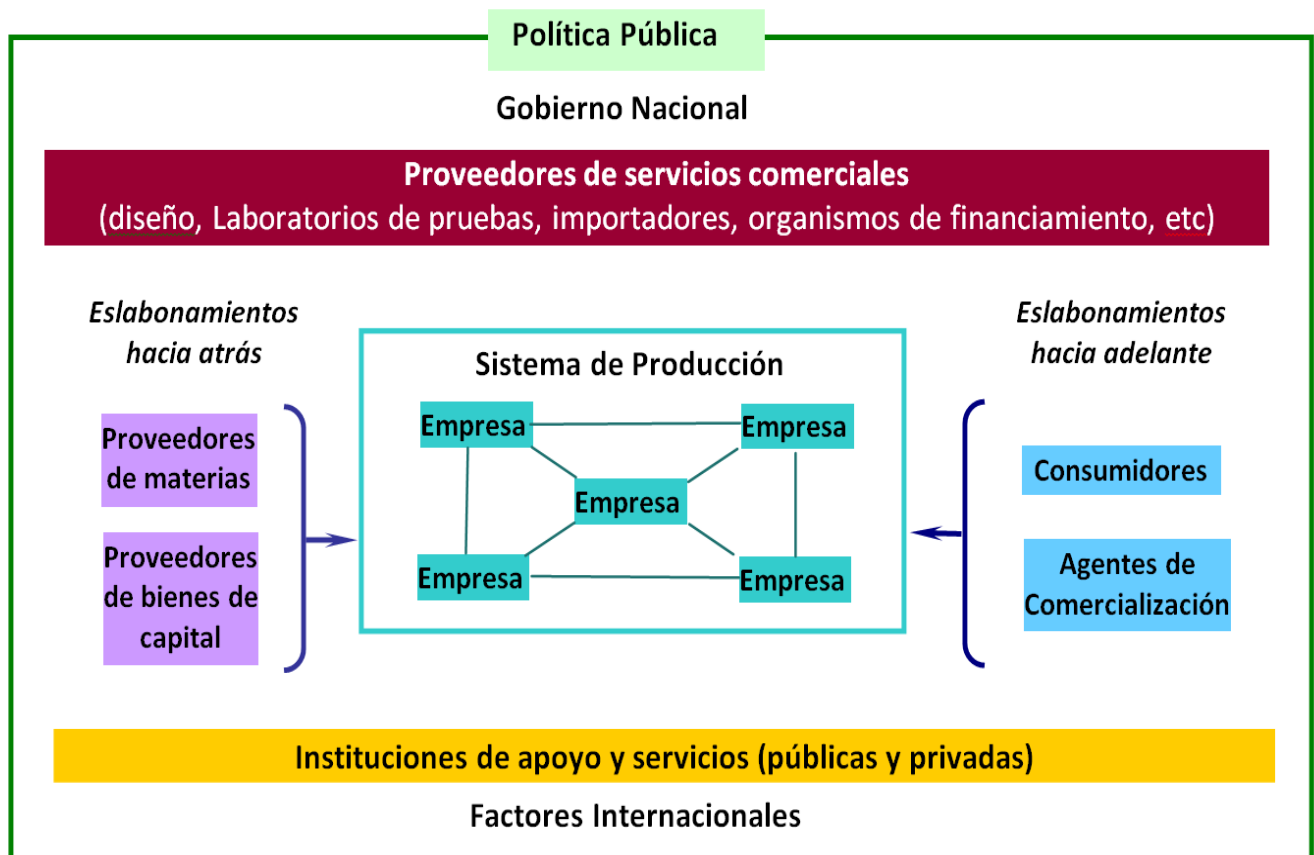 Política Pública
Gobierno Nacional
Proveedores de servicios comerciales
(diseño, Laboratorios de pruebas, importadores, organismos de financiamiento, etc)
Eslabonamientos
hacia atrás
Proveedores
de materias
Proveedores
de bienes de
capital
Sistema de Producción
Empresa
Empresa
Empresa
Empresa
Empresa
Eslabonamientos
hacia adelante
Consumidores
Agentes de
Comercialización
Instituciones de apoyo y servicios (públicas y privadas)
Factores Internacionales